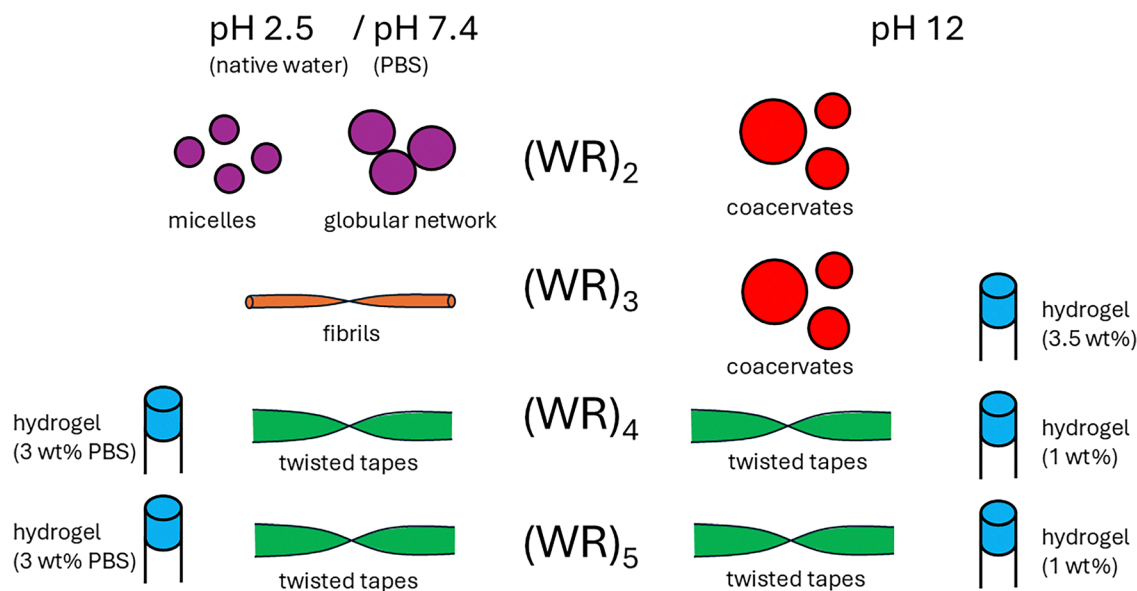 pH 2.5 / pH 7.4
(native water) (PBS)
pH 12
micelles
globular network
(WR)2
coacervates
fibrils
(WR)3
coacervates
hydrogel
(3.5 wt%)
hydrogel
(3 wt% PBS)
twisted tapes
(WR)4
twisted tapes
hydrogel
(1 wt%)
hydrogel
(3 wt% PBS)
twisted tapes
(WR)5
twisted tapes
hydrogel
(1 wt%)